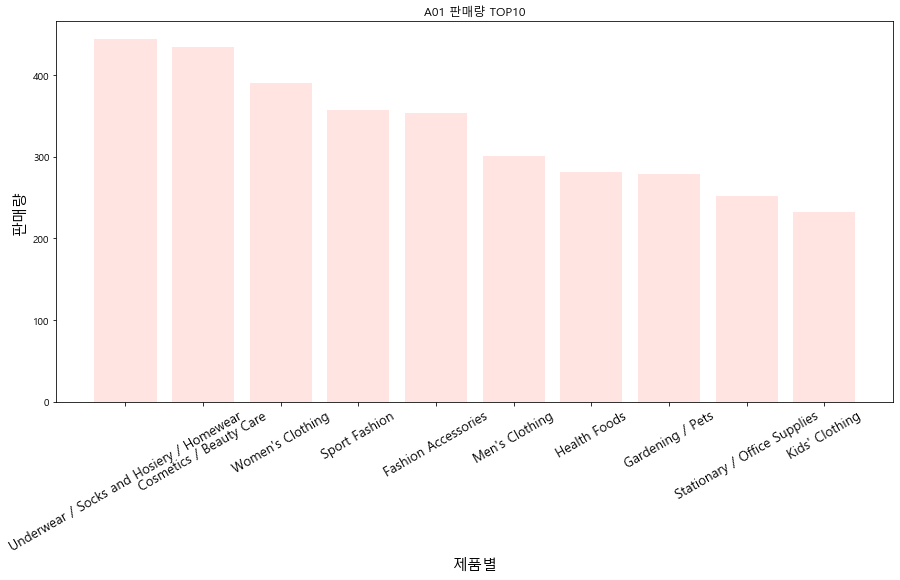 A01 판매량 TOP10
판매량
400
300
200
100
0
Underwear / Socks and Hosiery / Homewear
Cosmetics / Beauty Care
Women's Clothing
Sport Fashion
Fashion Accessories
Men's Clothing
Health Foods
Gardening / Pets
Stationary / Office Supplies
Kids' Clothing
제품별